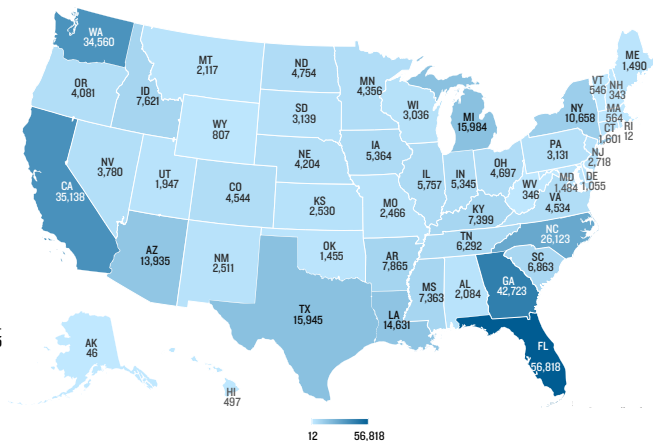 WA
34,560
MT
2,117
ND
4,754
MN
4,356
ME
1,490
OR
4,081
ID
7,621
SD
3,139
WI
3,036
MI
15,984
VT
546
NH
343
NY
10,658
MA
564
CT
1,601
RI
12
WY
807
NE
4,204
IA
5,364
PA
3,131
NJ
2,718
NV
3,780
UT
1,947
CO
4,544
IL
5,757
IN
5,345
OH
4,697
MD
1,484
DE
1,055
WV
346
VA
4,534
CA
35,138
KS
2,530
MO
2,466
KY
7,399
NC
26,123
AZ
13,935
NM
2,511
OK
1,455
AR
7,865
TN
6,292
SC
6,863
TX
15,945
LA
14,631
MS
7,363
AL
2,084
GA
42,723
FL
56,818
AK
46
HI
497
12 56,818